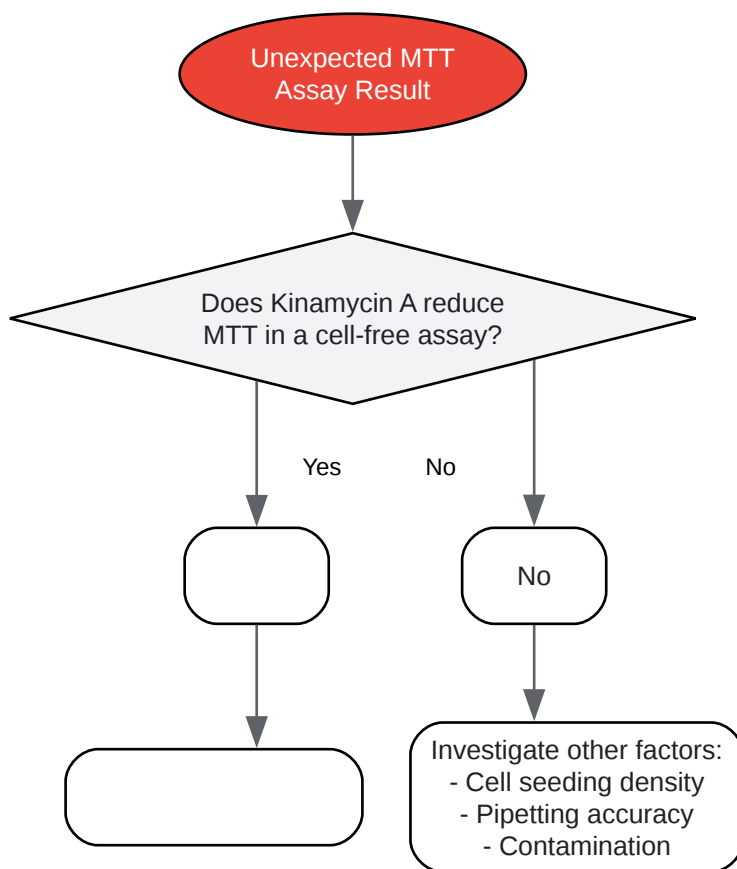 Unexpected MTT
Assay Result
Does Kinamycin A reduce
MTT in a cell-free assay?
Yes
No
No
Investigate other factors:
- Cell seeding density
- Pipetting accuracy
- Contamination